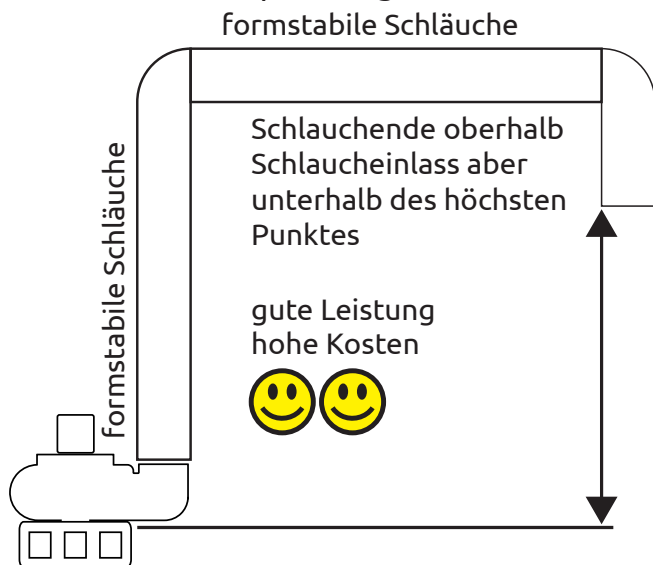 formstabile Schläuche
formstabile Schläuche
Schlauchende oberhalb
Schlaucheinlass aber
unterhalb des höchsten
Punktes
gute Leistung
hohe Kosten